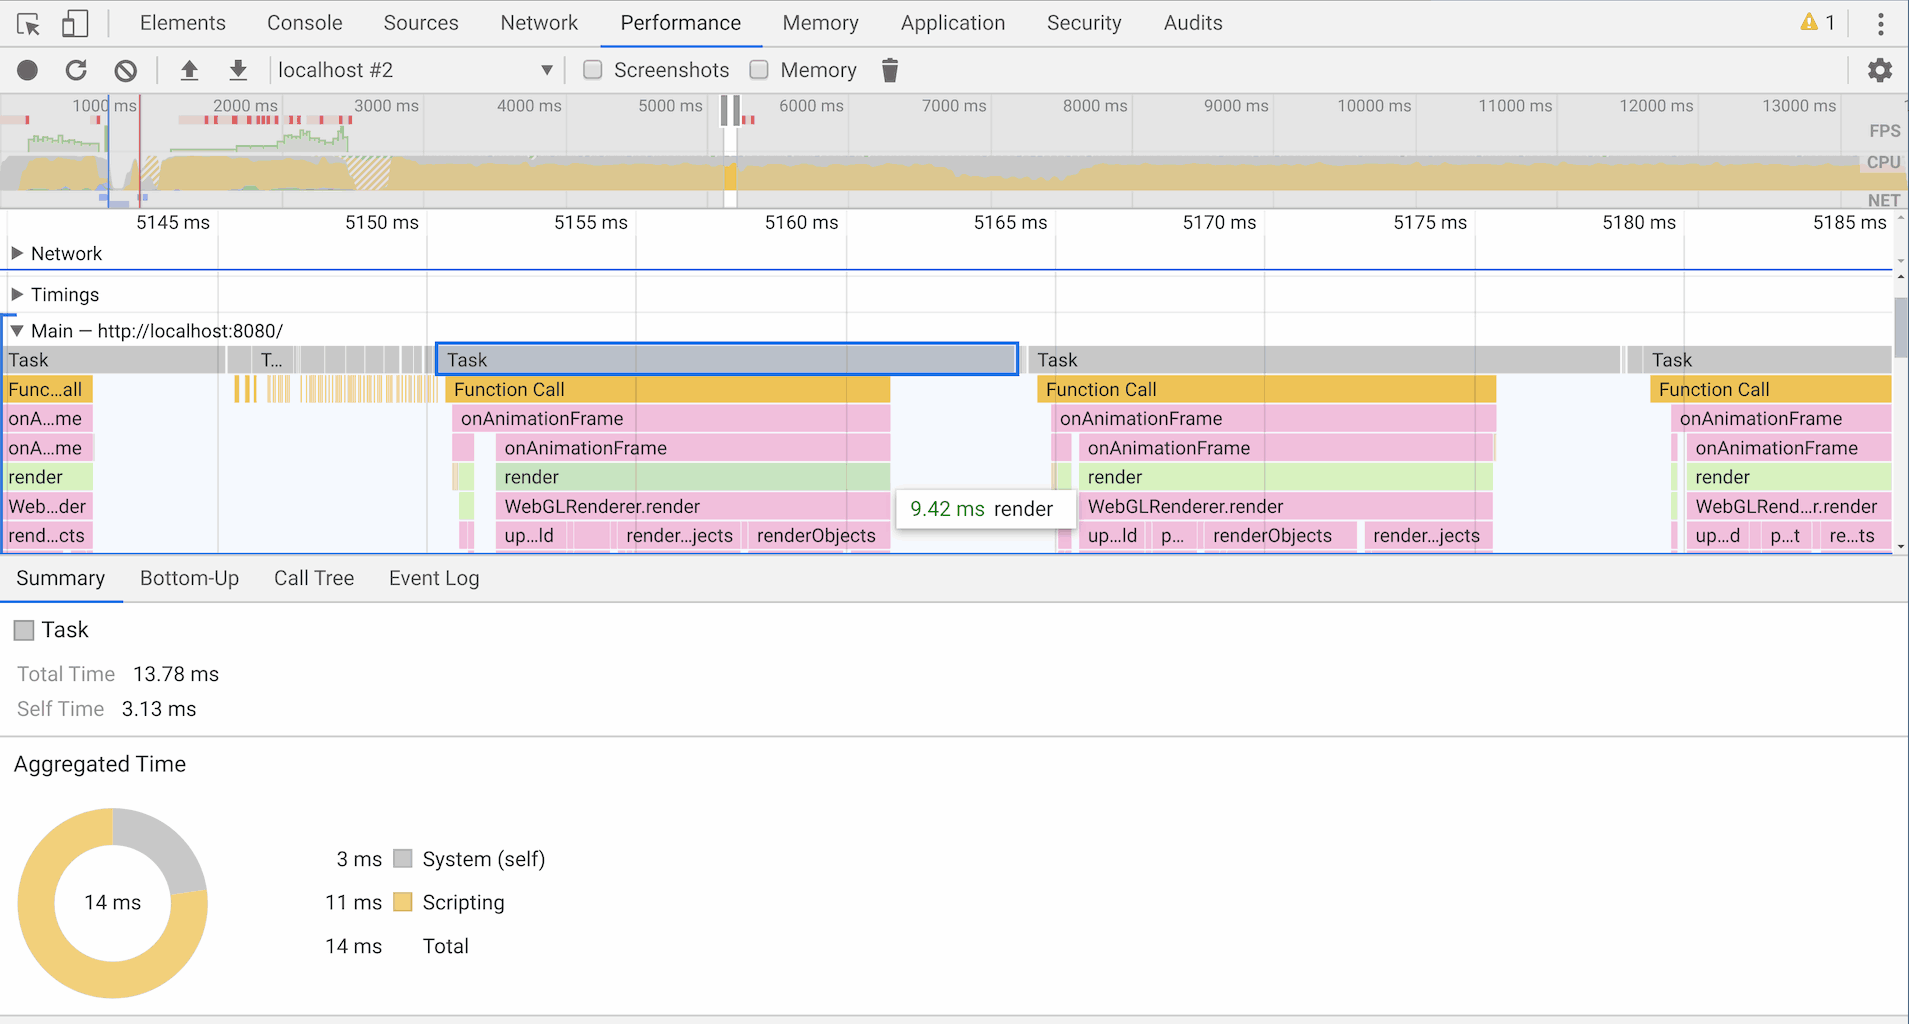 Elements Console Sources Network Performance Memory Application Security Audits 1
localhost #2 Screenshots Memory
1000 ms 2000 ms 3000 ms 4000 ms 5000 ms 6000 ms 7000 ms 8000 ms 9000 ms 10000 ms 11000 ms 12000 ms 13000 ms
FPS
CPU
NET
5145 ms 5150 ms 5155 ms 5160 ms 5165 ms 5170 ms 5175 ms 5180 ms 5185 ms
Network
Timings
Main — http://localhost:8080/
Task T... Task Task Task
Func...all Function Call Function Call Function Call
onA...me onAnimationFrame onAnimationFrame onAnimationFrame
onA...me onAnimationFrame onAnimationFrame onAnimationFrame
render render render render
Web...der WebGLRenderer.render WebGLRenderer.render WebGLRend...r.render
9.42 ms render
rend...cts up...ld render...jects renderObjects up...ld p... renderObjects render...jects up...d p...t re...ts
Summary Bottom-Up Call Tree Event Log
Task
Total Time 13.78 ms
Self Time 3.13 ms
Aggregated Time
14 ms
3 ms System (self)
11 ms Scripting
14 ms Total